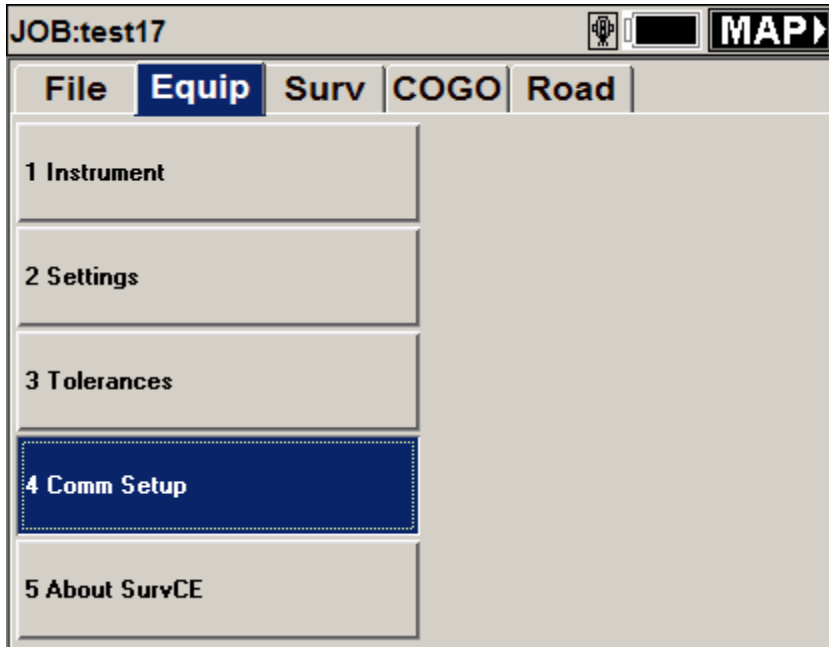 JOB:test17 MAP
File Equip Surv COGO Road
1 Instrument
2 Settings
3 Tolerances
4 Comm Setup
5 About SurvCE